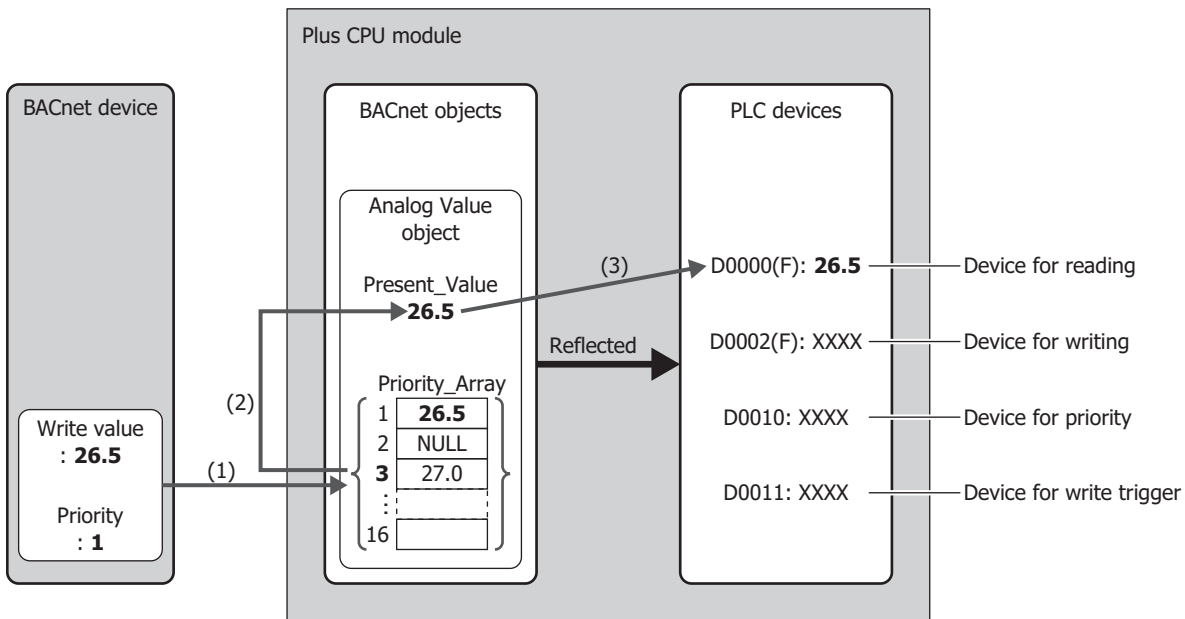 Plus CPU module
BACnet device
BACnet objects
PLC devices
Analog Value
object
Present_Value
26.5
(3)
D0000(F): 26.5
Device for reading
Reflected
D0002(F): XXXX
Device for writing
Priority_Array
(2)
1 26.5
2 NULL
3 27.0
:
16
D0010: XXXX
Device for priority
Write value
: 26.5
(1)
Priority
: 1
D0011: XXXX
Device for write trigger